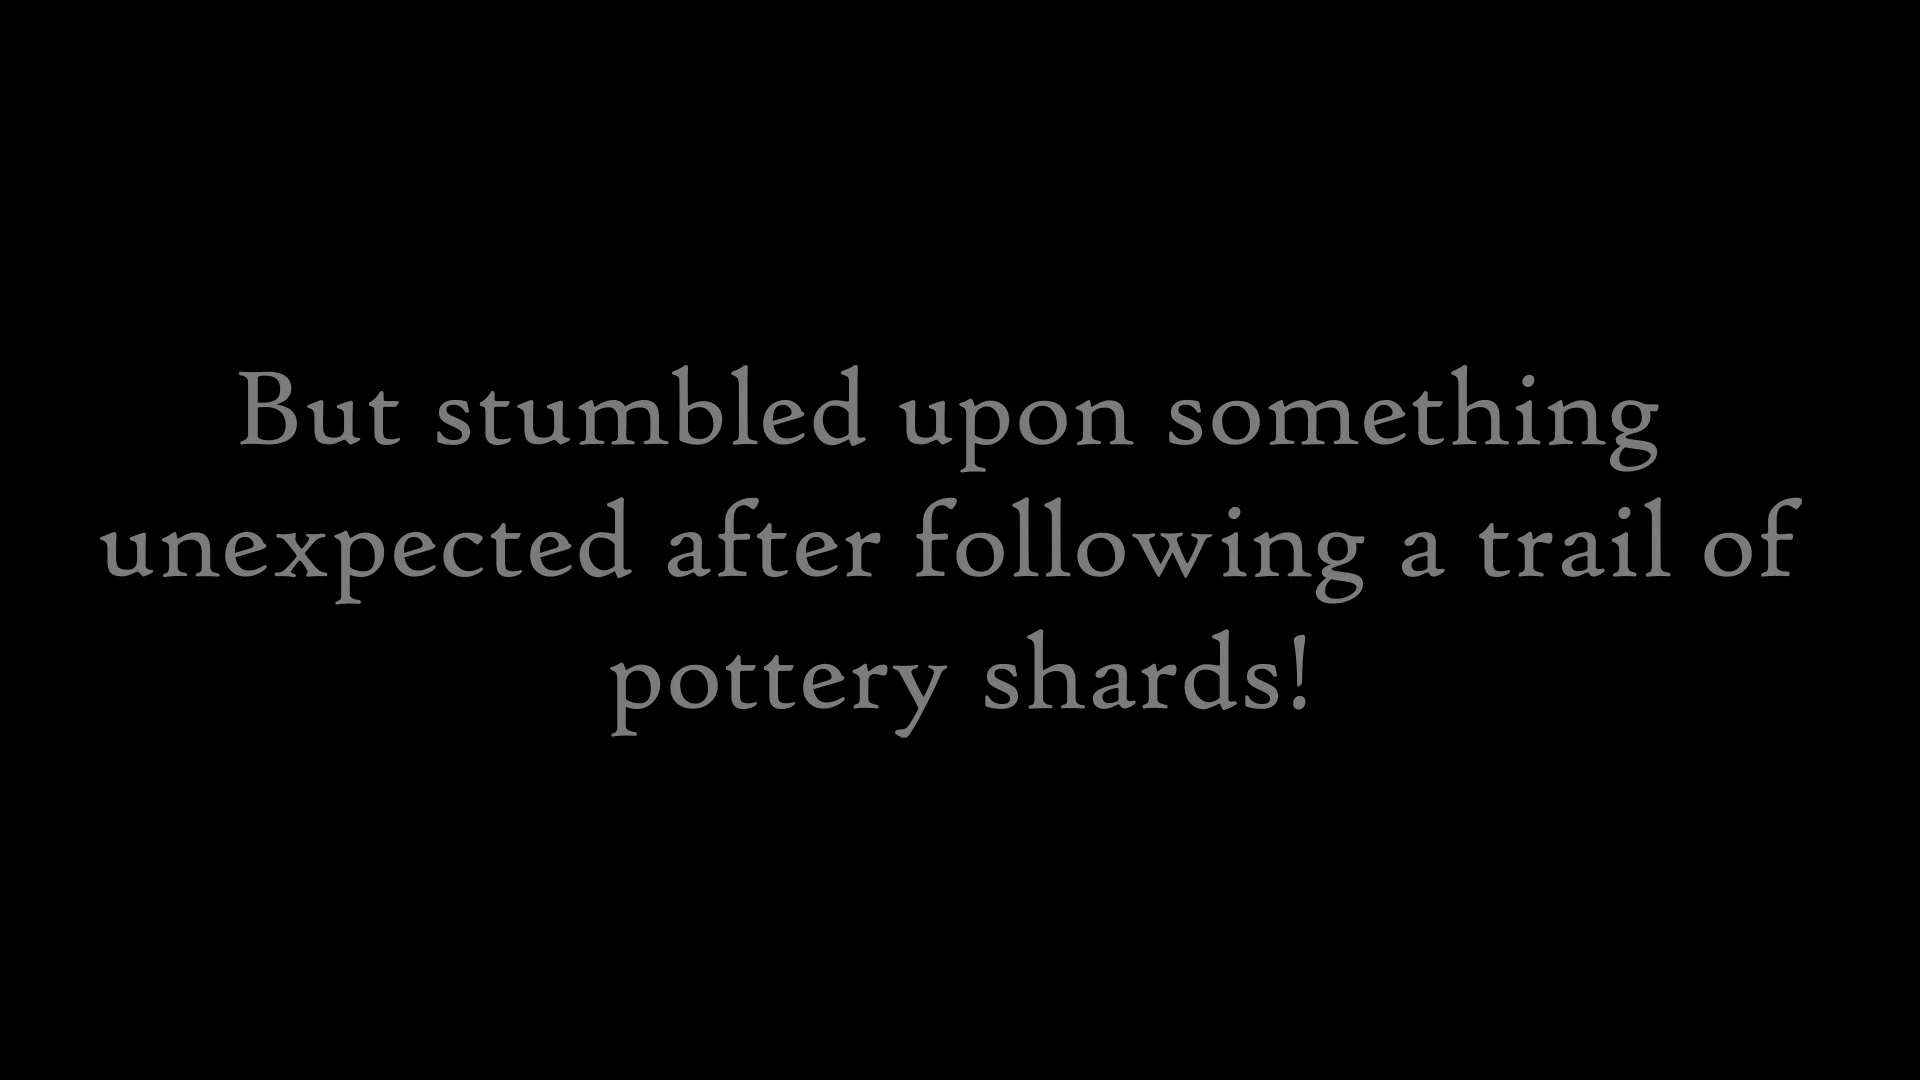 But stumbled upon something
unexpected after following a trail of
pottery shards!